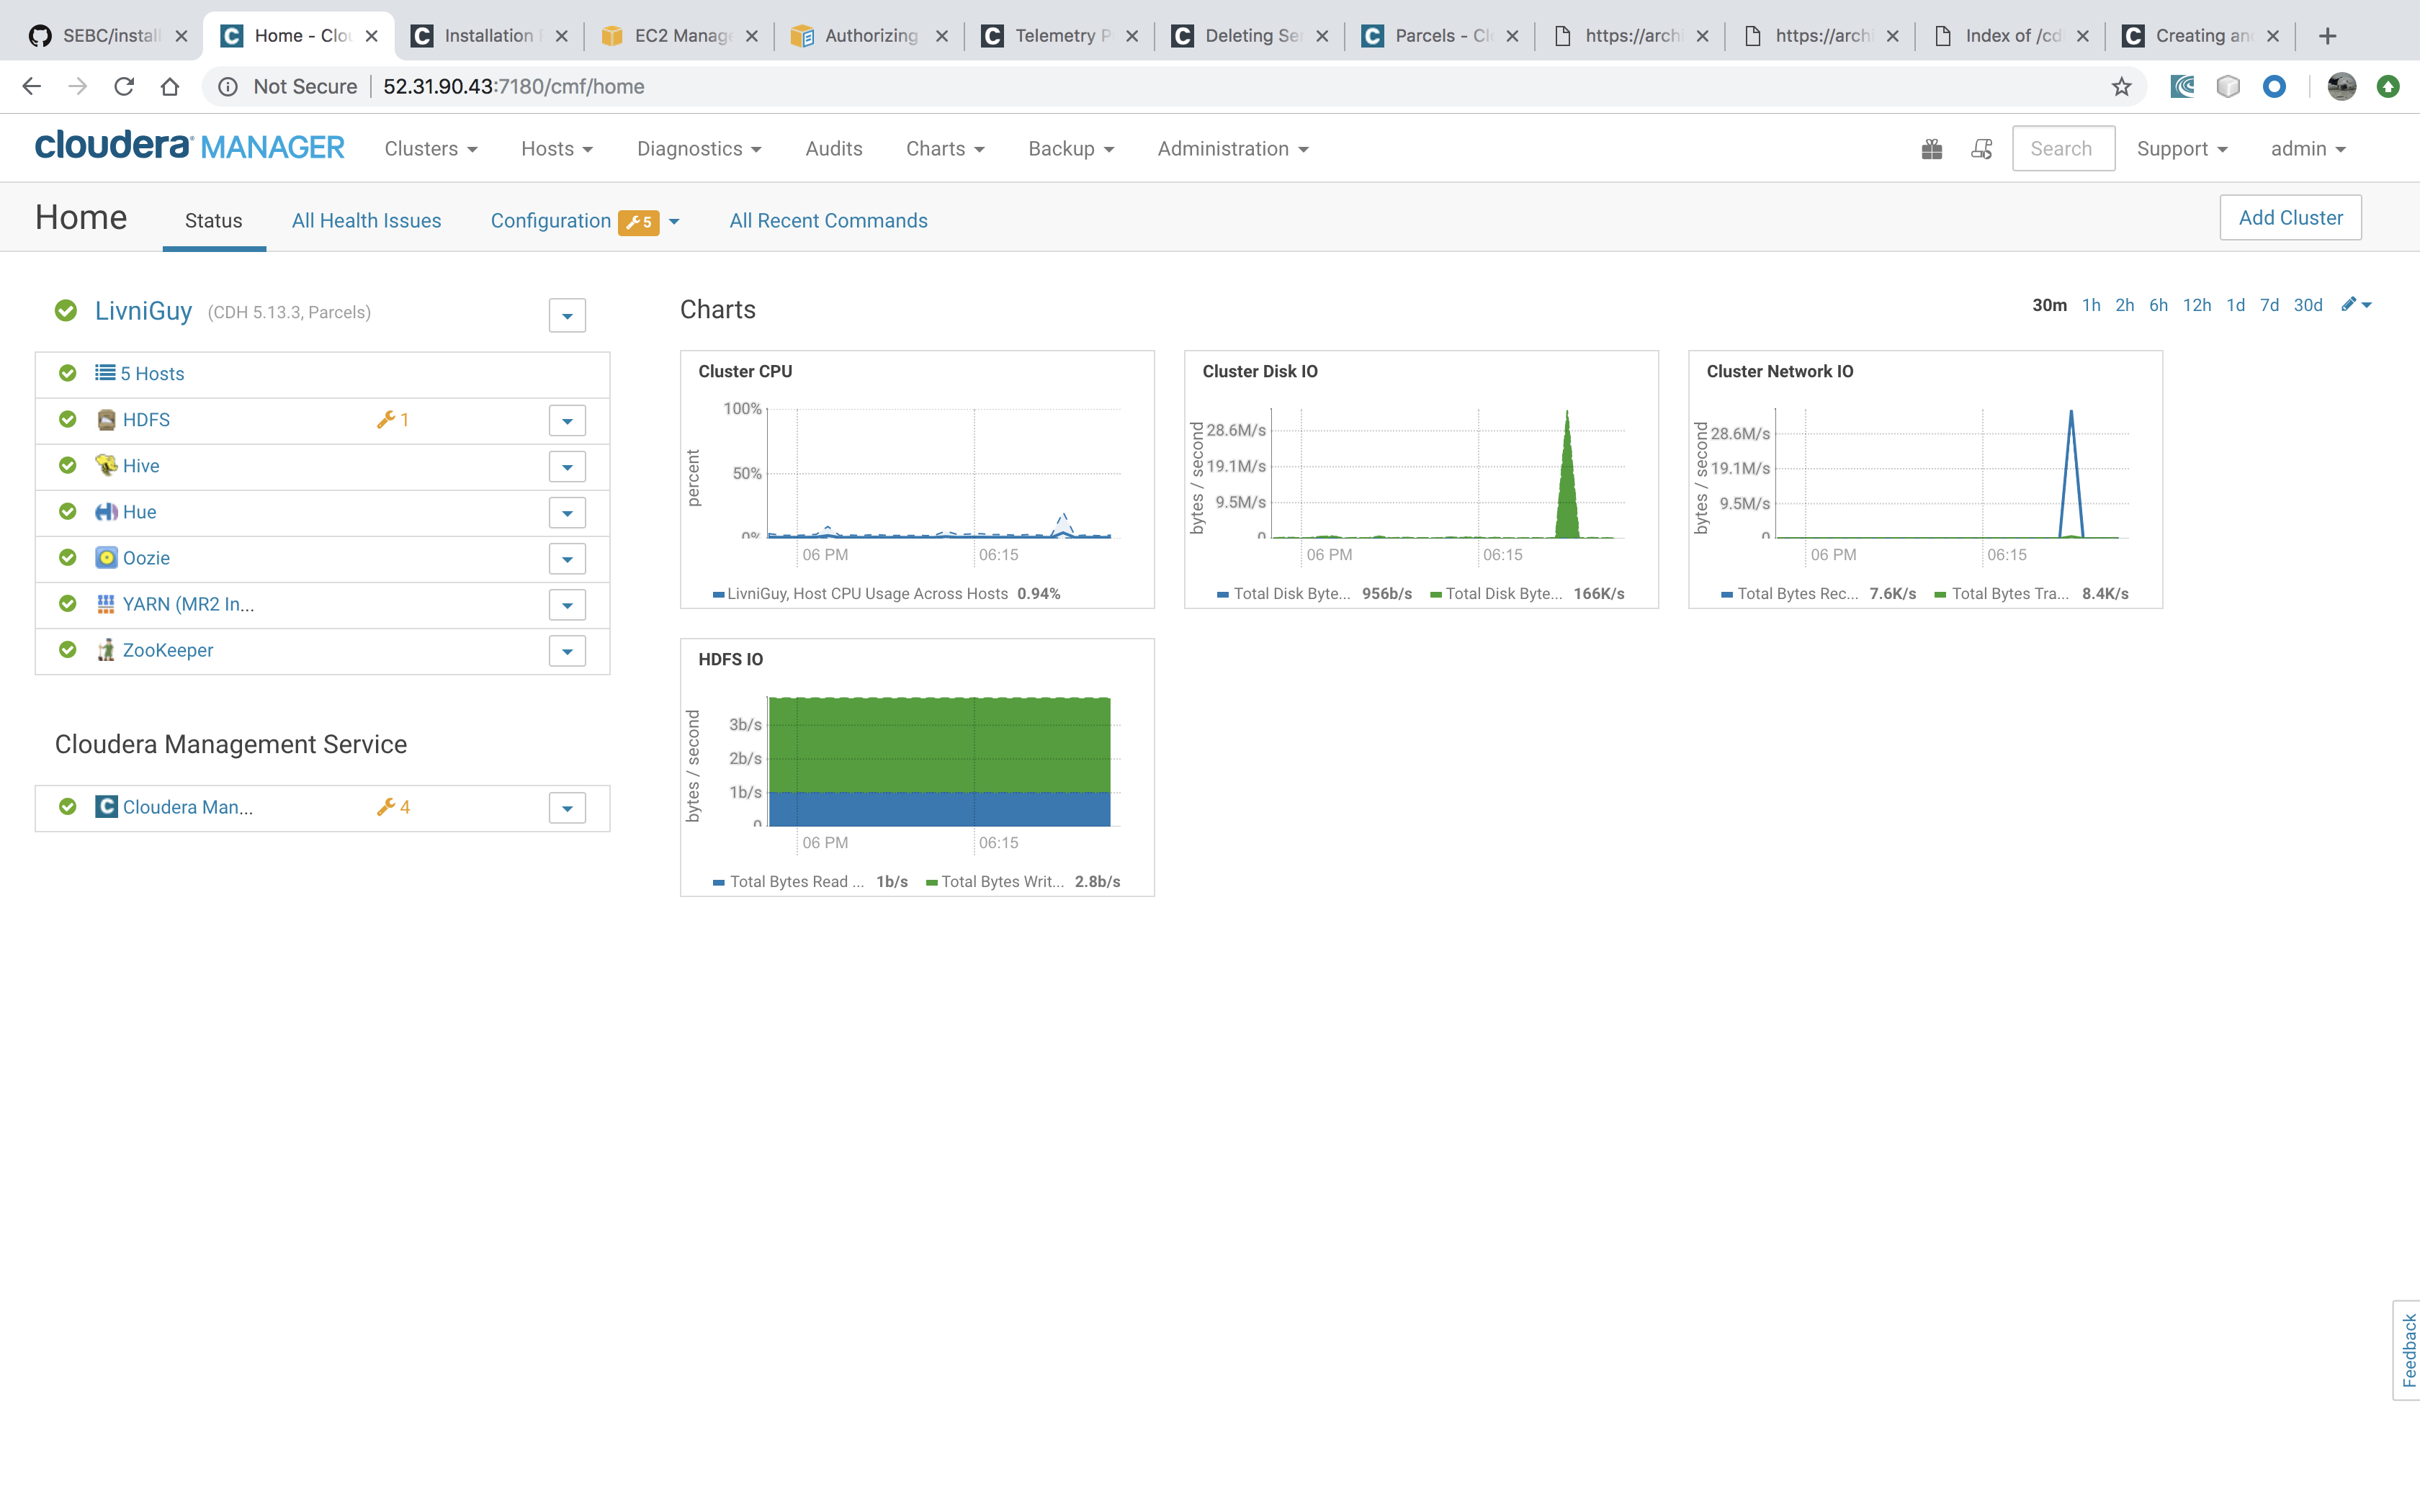 SEBC/install
Home - Clou
Installation
EC2 Manage
Authorizing
Telemetry P
Deleting Se
Parcels - Cl
https://archi
https://archi
Index of /cd
Creating an
Not Secure 52.31.90.43:7180/cmf/home
cloudera MANAGER Clusters Hosts Diagnostics Audits Charts Backup Administration Search Support admin
Home Status All Health Issues Configuration 5 All Recent Commands Add Cluster
LivniGuy (CDH 5.13.3, Parcels)
5 Hosts
HDFS 1
Hive
Hue
Oozie
YARN (MR2 In...
ZooKeeper
Cloudera Management Service
Cloudera Man... 4
Charts
30m 1h 2h 6h 12h 1d 7d 30d
Cluster CPU
percent
100%
50%
0%
06 PM 06:15
LivniGuy, Host CPU Usage Across Hosts 0.94%
Cluster Disk IO
bytes / second
28.6M/s
19.1M/s
9.5M/s
0
06 PM 06:15
Total Disk Byte... 956b/s Total Disk Byte... 166K/s
Cluster Network IO
bytes / second
28.6M/s
19.1M/s
9.5M/s
0
06 PM 06:15
Total Bytes Rec... 7.6K/s Total Bytes Tra... 8.4K/s
HDFS IO
bytes / second
3b/s
2b/s
1b/s
0
06 PM 06:15
Total Bytes Read ... 1b/s Total Bytes Writ... 2.8b/s
Feedback